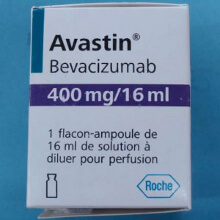 Avastin®
Bevacizumab
400 mg/16 ml
1 flacon-ampoule de
16 ml de solution à
diluer pour perfusion
Roche